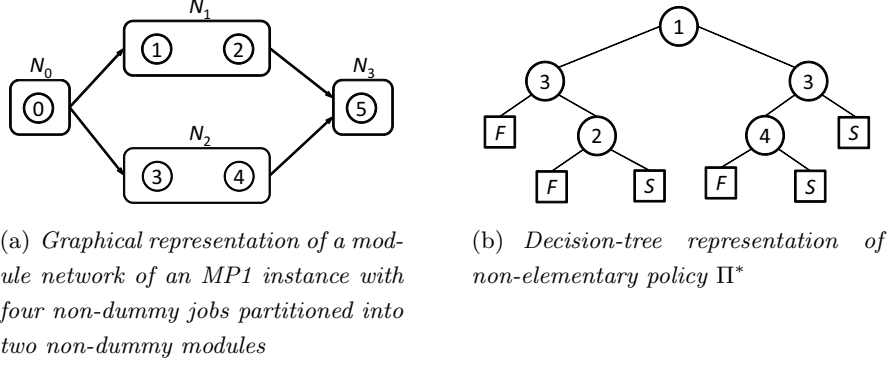 N1
1 2
N0
0
N3
5
N2
3 4
1
3 3
F 2 4 S
F S F S
(a) Graphical representation of a mod-
ule network of an MP1 instance with
four non-dummy jobs partitioned into
two non-dummy modules
(b) Decision-tree representation of
non-elementary policy Π*